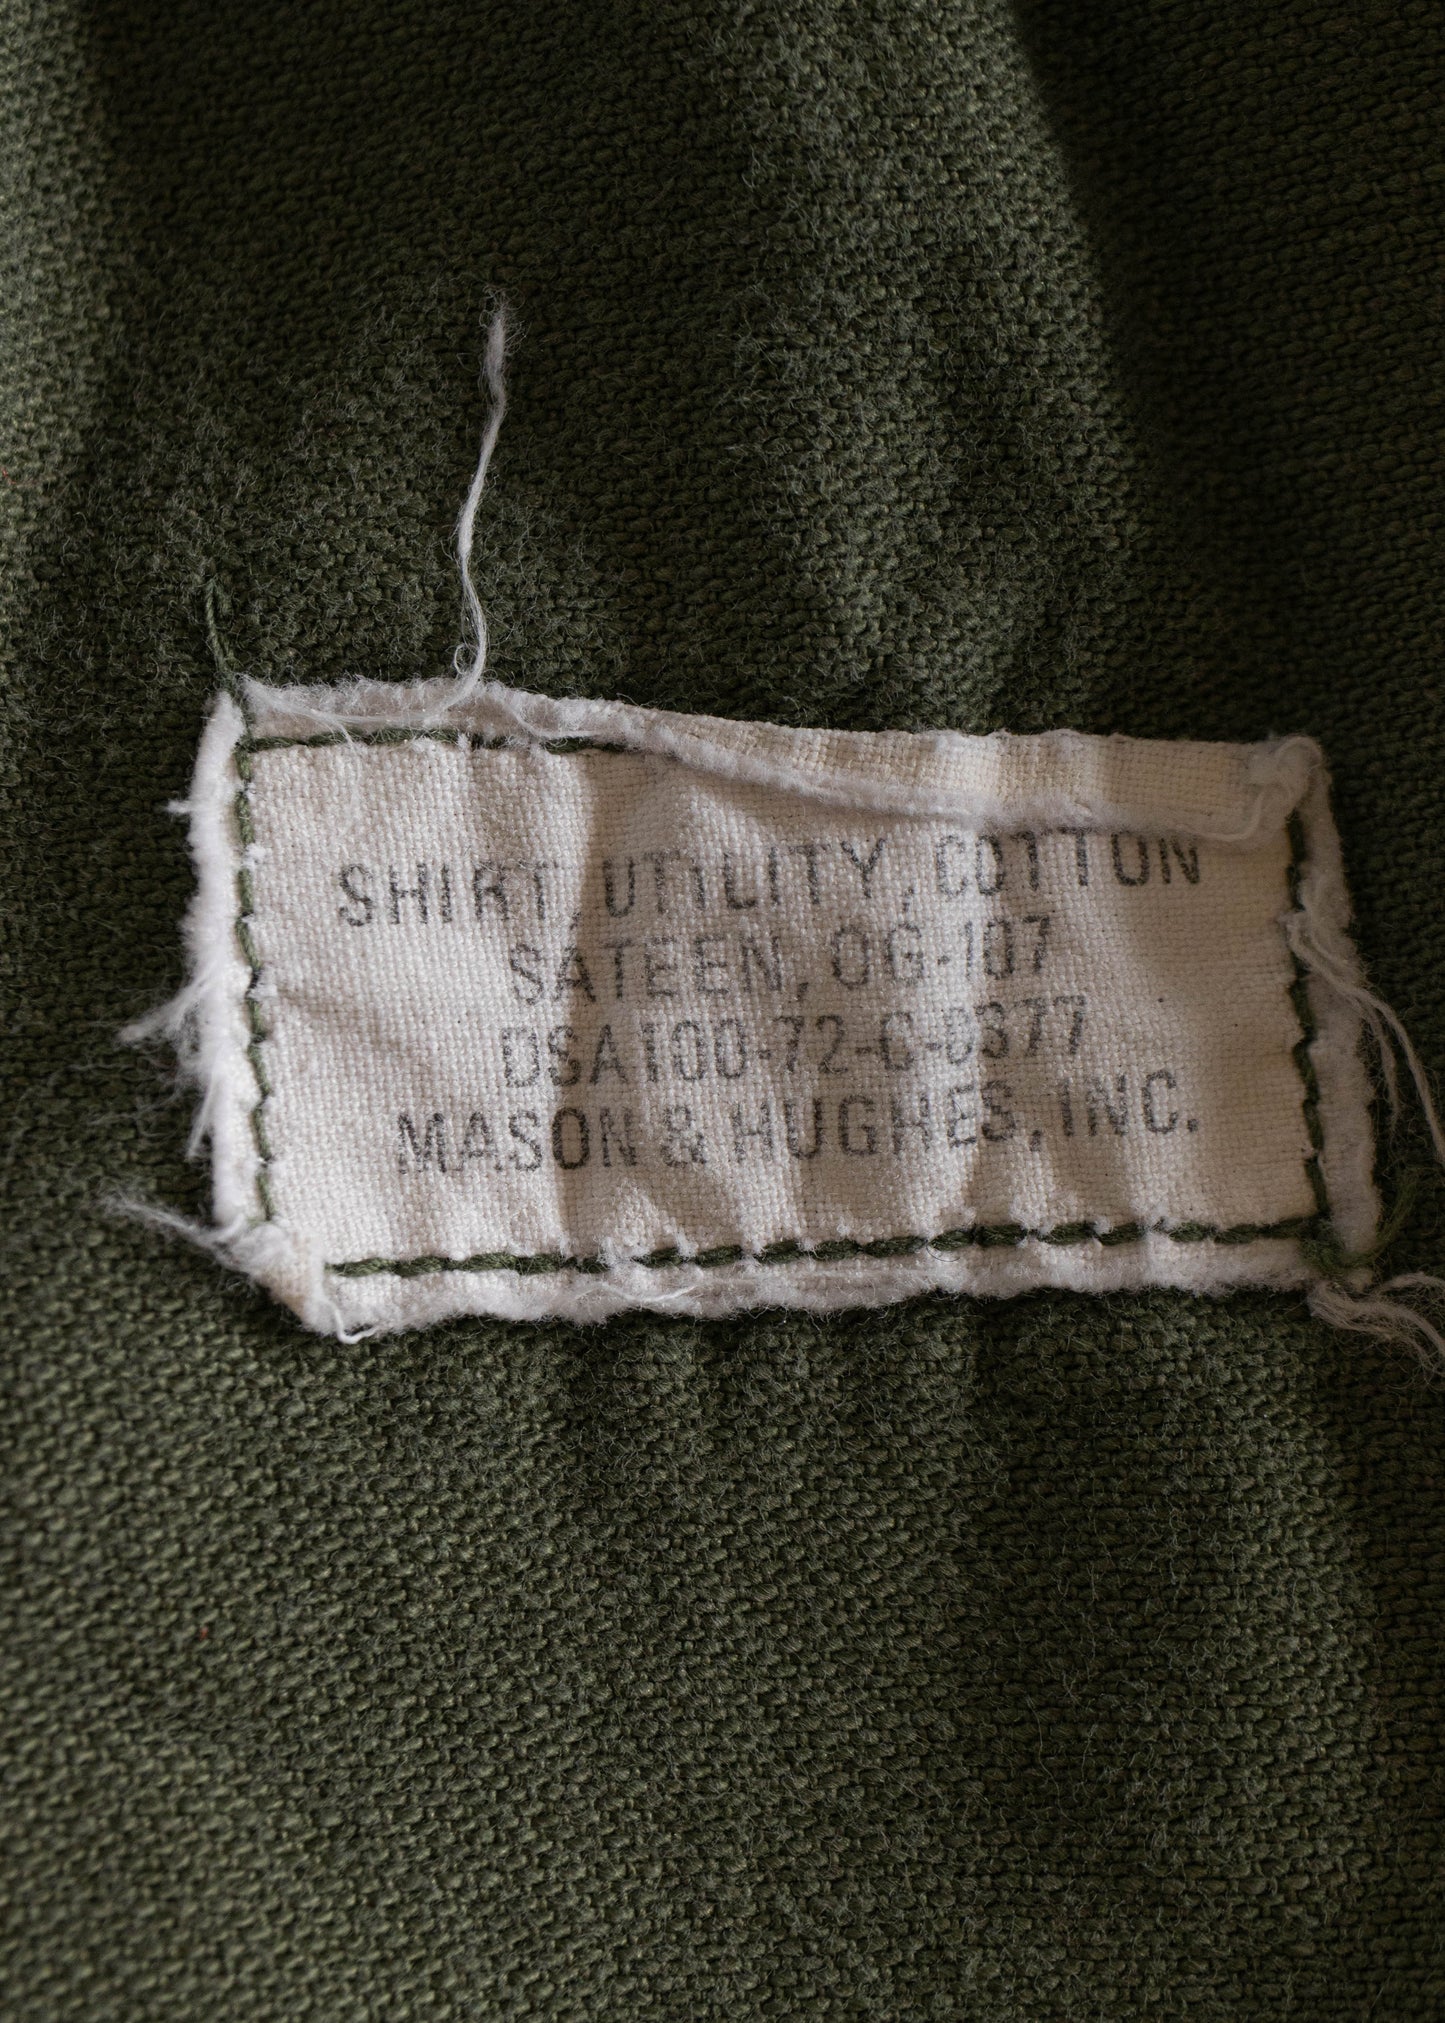 SHIRT, UTILITY, COTTON
SATEEN, OG-107
DSA100-72-C-0377
MASON & HUGHES, INC.